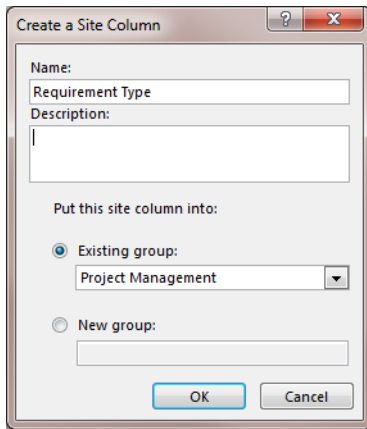 Create a Site Column
Name:
Requirement Type
Description:
Put this site column into:
Existing group:
Project Management
New group:
OK Cancel